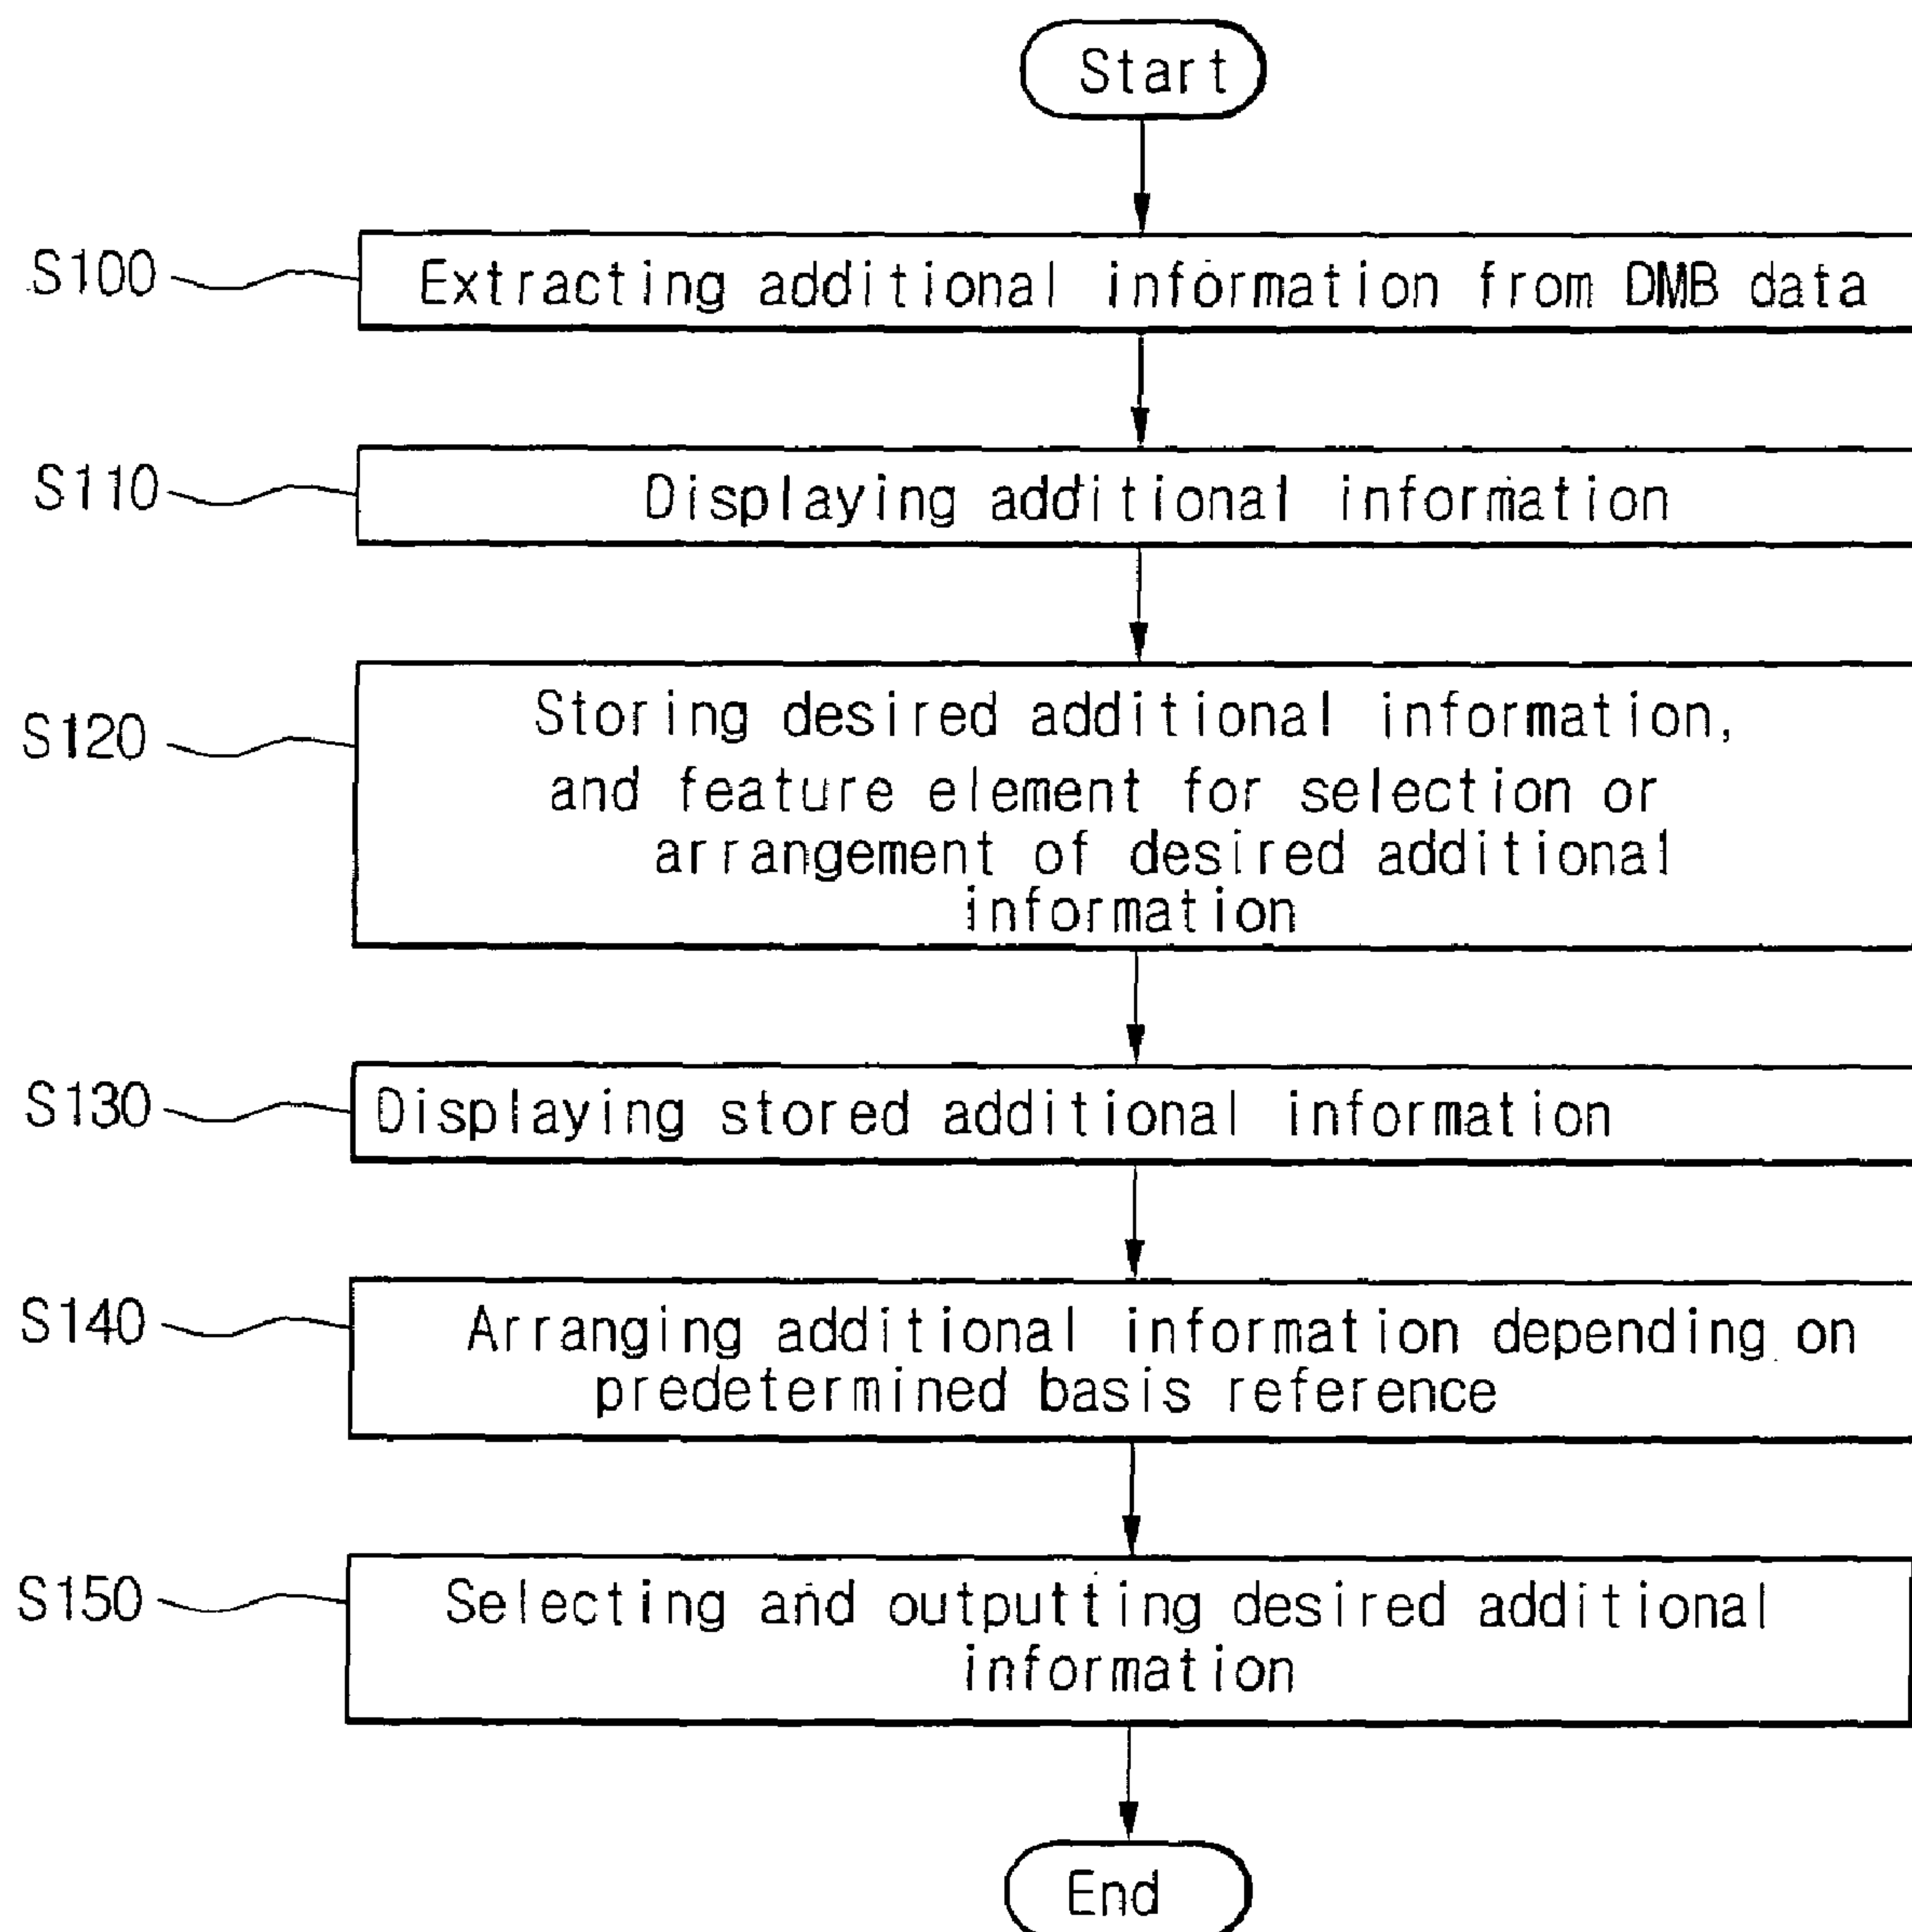 Start
S100
Extracting additional information from DMB data
S110
Displaying additional information
S120
Storing desired additional information,
and feature element for selection or
arrangement of desired additional
information
S130
Displaying stored additional information
S140
Arranging additional information depending on
predetermined basis reference
S150
Selecting and outputting desired additional
information
End